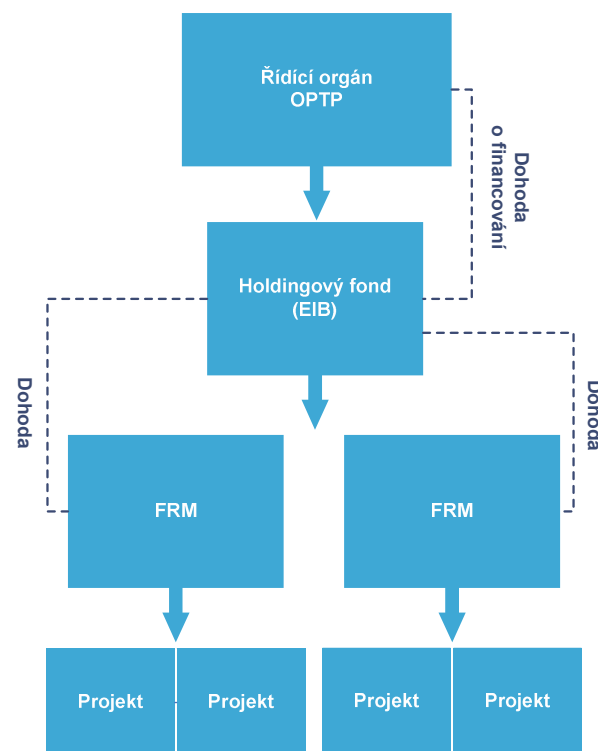 Řídící orgán
OPTP
Dohoda
o financování
Holdingový fond
(EIB)
Dohoda
Dohoda
FRM
FRM
Projekt
Projekt
Projekt
Projekt